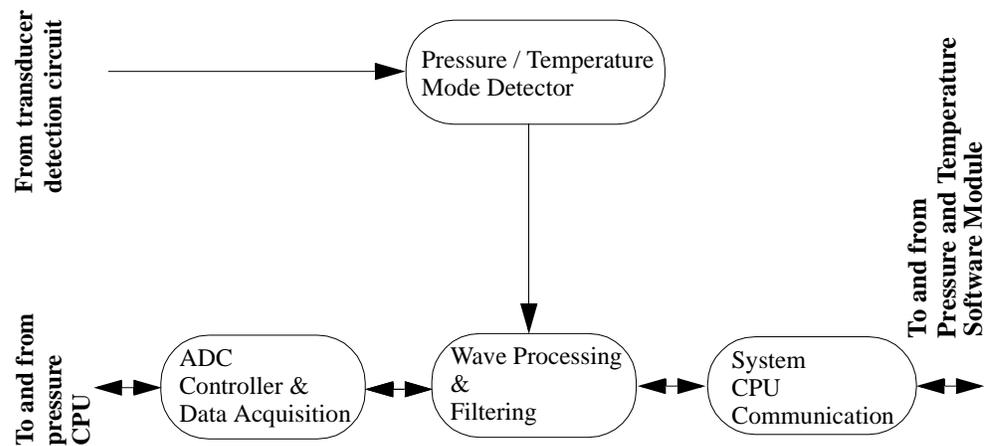 From transducer
detection circuit
Pressure / Temperature
Mode Detector
To and from
Pressure and Temperature
Software Module
To and from
pressure
CPU
ADC
Controller &
Data Acquisition
Wave Processing
&
Filtering
System
CPU
Communication